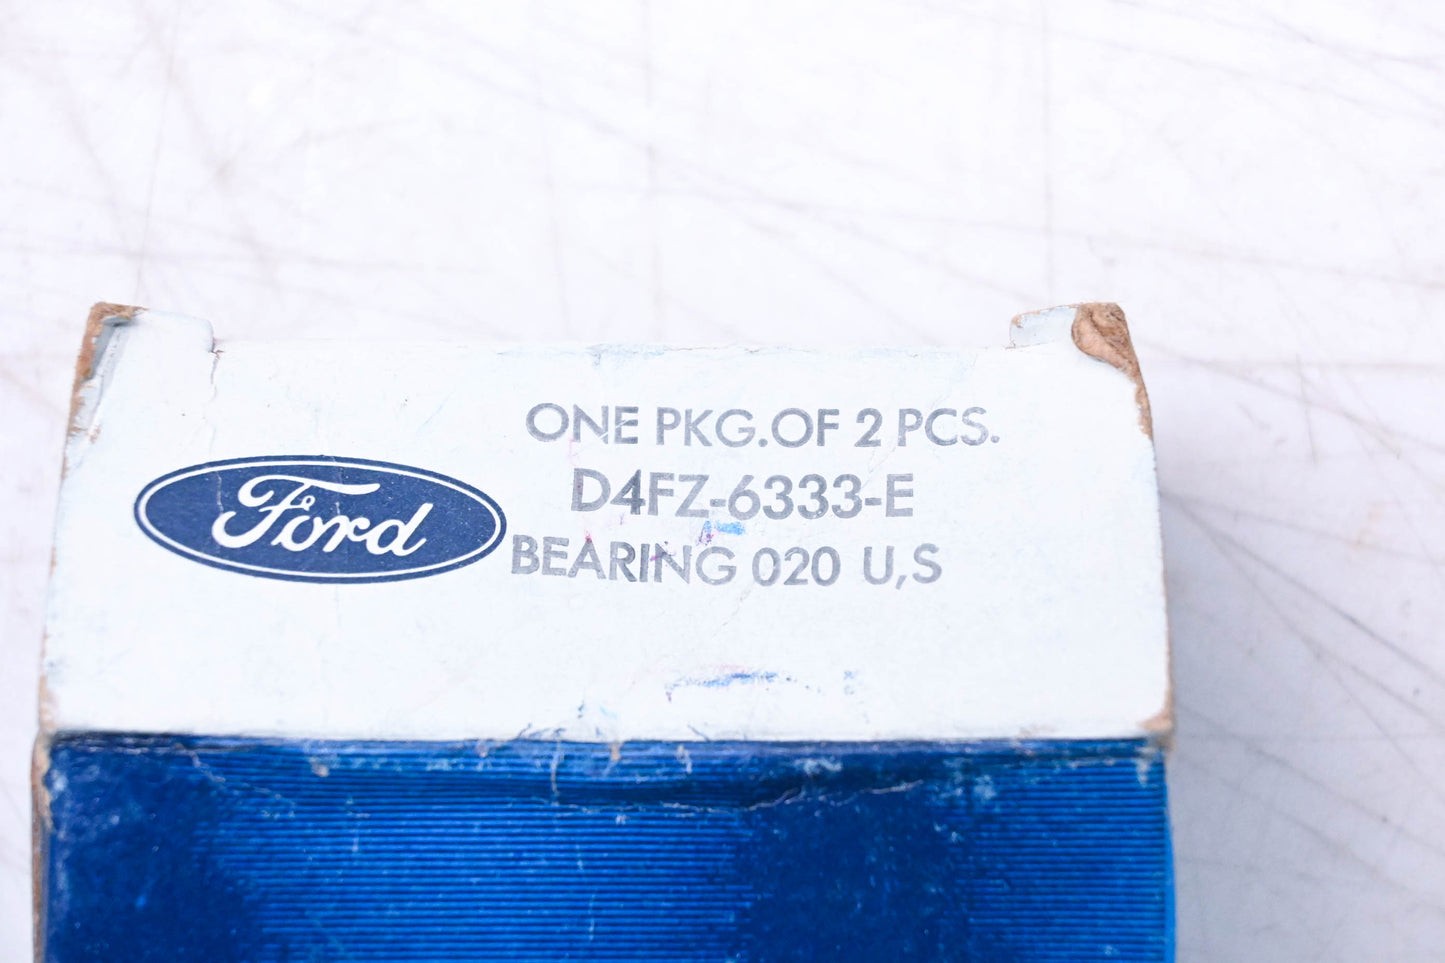 Ford
ONE PKG.OF 2 PCS.
D4FZ-6333-E
BEARING 020 U,S